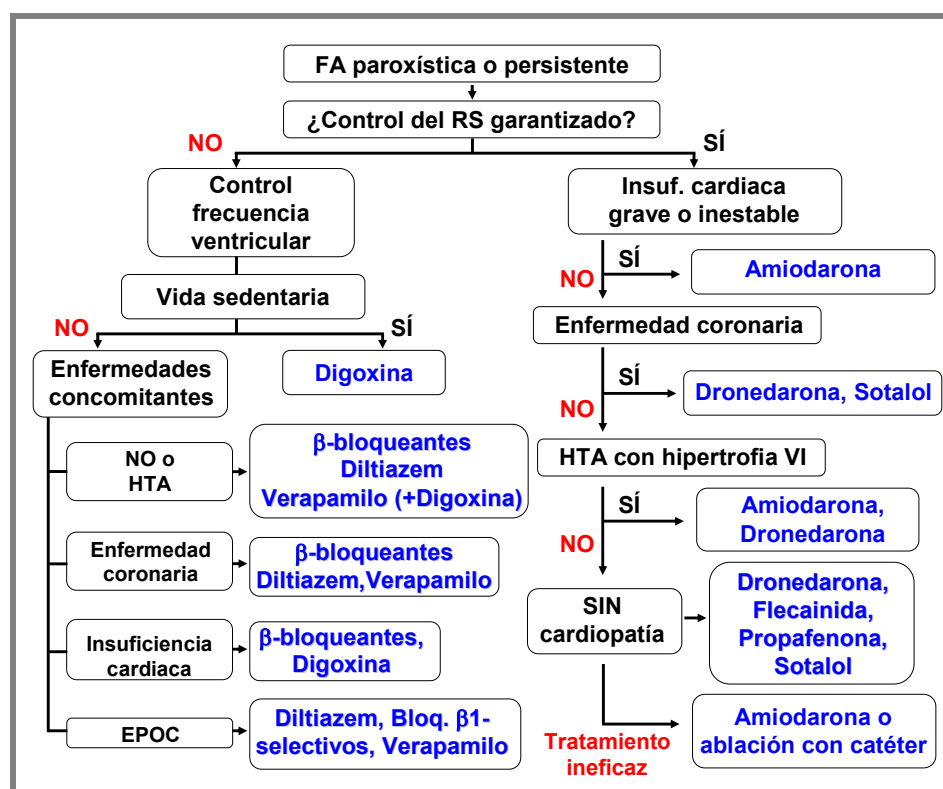 FA paroxística o persistente
¿Control del RS garantizado?
NO
SÍ
Control
frecuencia
ventricular
Vida sedentaria
NO
SÍ
Enfermedades
concomitantes
Digoxina
NO o
HTA
β-bloqueantes
Diltiazem
Verapamilo (+Digoxina)
Enfermedad
coronaria
β-bloqueantes
Diltiazem,Verapamilo
Insuficiencia
cardiaca
β-bloqueantes,
Digoxina
EPOC
Diltiazem, Bloq. β1-
selectivos, Verapamilo
Insuf. cardiaca
grave o inestable
SÍ
NO
Amiodarona
Enfermedad coronaria
SÍ
NO
Dronedarona, Sotalol
HTA con hipertrofia VI
SÍ
NO
Amiodarona,
Dronedarona
SIN
cardiopatía
Dronedarona,
Flecainida,
Propafenona,
Sotalol
Tratamiento
ineficaz
Amiodarona o
ablación con catéter